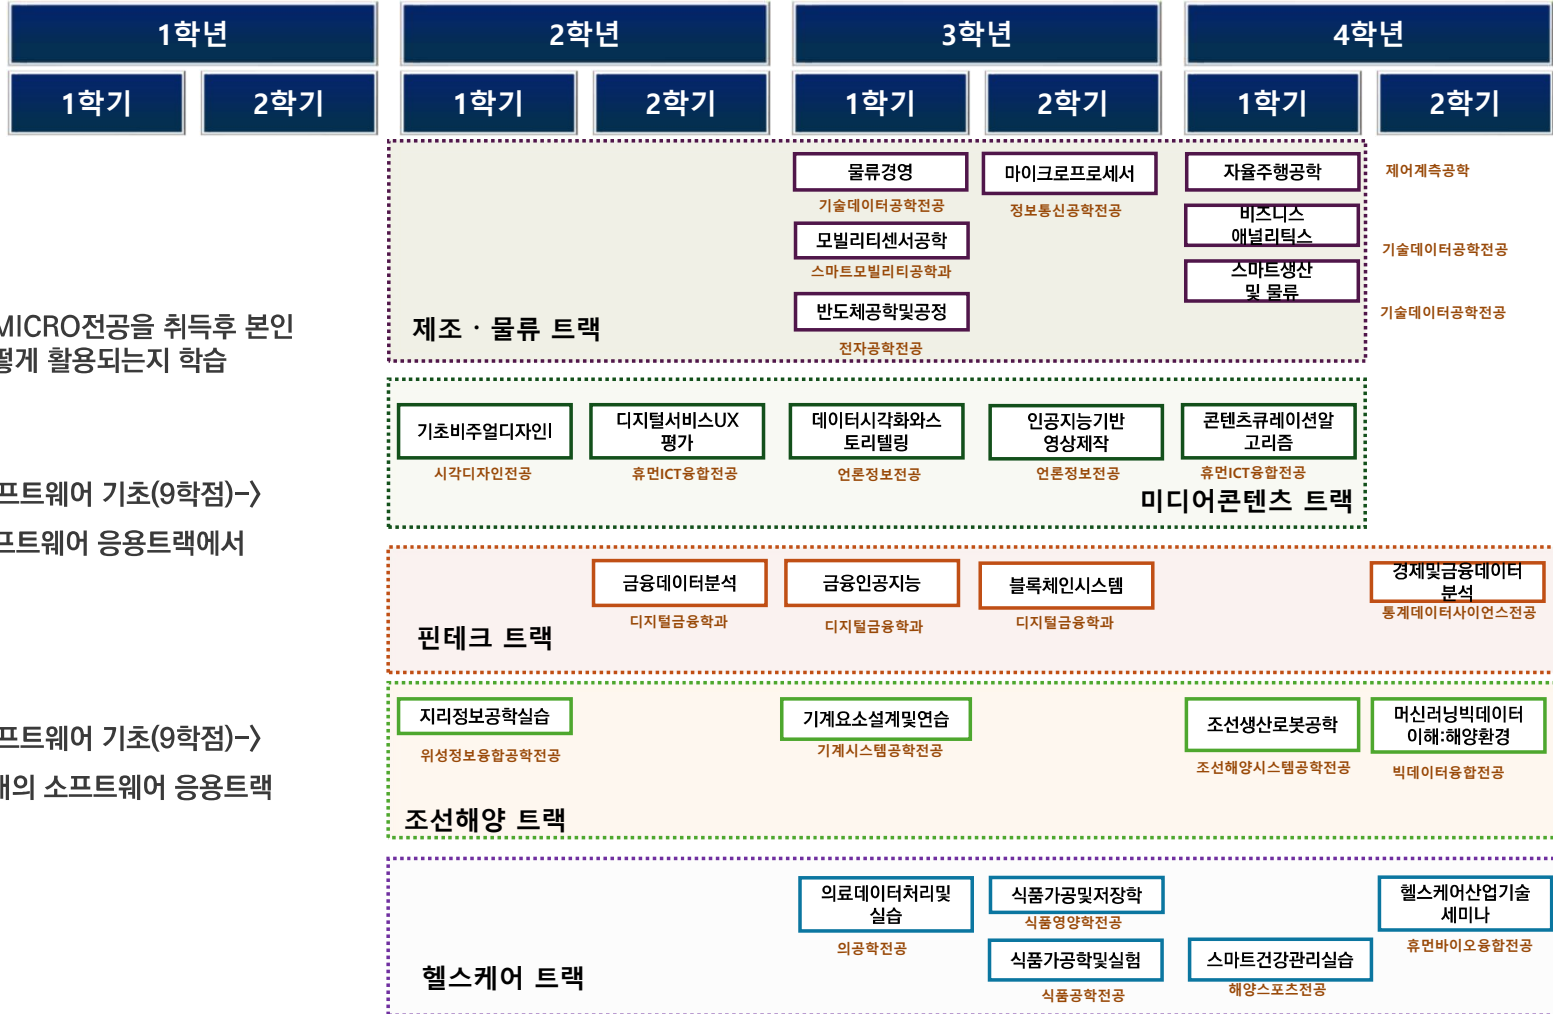 1학년 2학년 3학년 4학년
1학기 2학기 1학기 2학기 1학기 2학기 1학기 2학기
물류경영
기술데이터공학전공
모빌리티센서공학
스마트모빌리티공학과
반도체공학및공정
전자공학전공
마이크로프로세서
정보통신공학전공
자율주행공학
제어계측공학
비즈니스
애널리틱스
기술데이터공학전공
스마트생산
및 물류
기술데이터공학전공
제조 · 물류 트랙
MICRO전공을 취득후 본인
떻게 활용되는지 학습
기초비주얼디자인I
시각디자인전공
디지털서비스UX
평가
휴먼ICT융합전공
데이터시각화와스
토리텔링
언론정보전공
인공지능기반
영상제작
언론정보전공
콘텐츠큐레이션알
고리즘
휴먼ICT융합전공
미디어콘텐츠 트랙
프트웨어 기초(9학점)–>
프트웨어 응용트랙에서
금융데이터분석
디지털금융학과
금융인공지능
디지털금융학과
블록체인시스템
디지털금융학과
경제및금융데이터
분석
통계데이터사이언스전공
핀테크 트랙
지리정보공학실습
위성정보융합공학전공
기계요소설계및연습
기계시스템공학전공
조선생산로봇공학
조선해양시스템공학전공
머신러닝빅데이터
이해:해양환경
빅데이터융합전공
조선해양 트랙
프트웨어 기초(9학점)–>
개의 소프트웨어 응용트랙
의료데이터처리및
실습
의공학전공
식품가공및저장학
식품영양학전공
식품가공학및실험
식품공학전공
스마트건강관리실습
해양스포츠전공
헬스케어산업기술
세미나
휴먼바이오융합전공
헬스케어 트랙